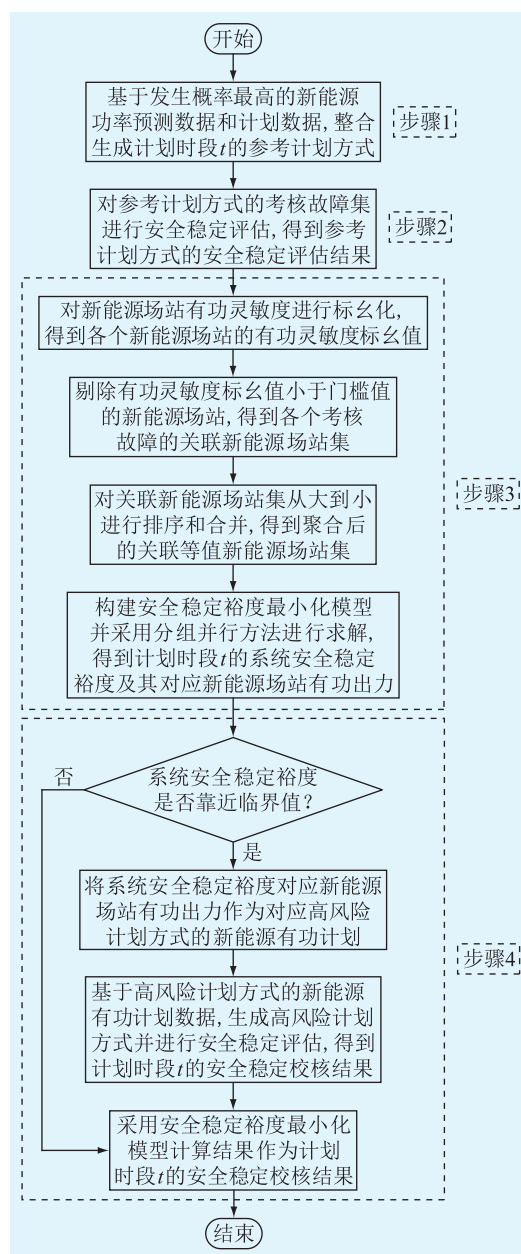 开始
基于发生概率最高的新能源
功率预测数据和计划数据,整合
生成计划时段t的参考计划方式
步骤1
对参考计划方式的考核故障集
进行安全稳定评估,得到参考
计划方式的安全稳定评估结果
步骤2
对新能源场站有功灵敏度进行标幺化,
得到各个新能源场站的有功灵敏度标幺值
剔除有功灵敏度标幺值小于门槛值
的新能源场站,得到各个考核
故障的关联新能源场站集
对关联新能源场站集从大到小
进行排序和合并,得到聚合后
的关联等值新能源场站集
步骤3
构建安全稳定裕度最小化模型
并采用分组并行方法进行求解,
得到计划时段t的系统安全稳定
裕度及其对应新能源场站有功出力
系统安全稳定裕度
是否靠近临界值?
否
是
将系统安全稳定裕度对应新能源
场站有功出力作为对应高风险
计划方式的新能源有功计划
步骤4
基于高风险计划方式的新能源
有功计划数据,生成高风险计划
方式并进行安全稳定评估,得到
计划时段t的安全稳定校核结果
采用安全稳定裕度最小化
模型计算结果作为计划
时段t的安全稳定校核结果
结束